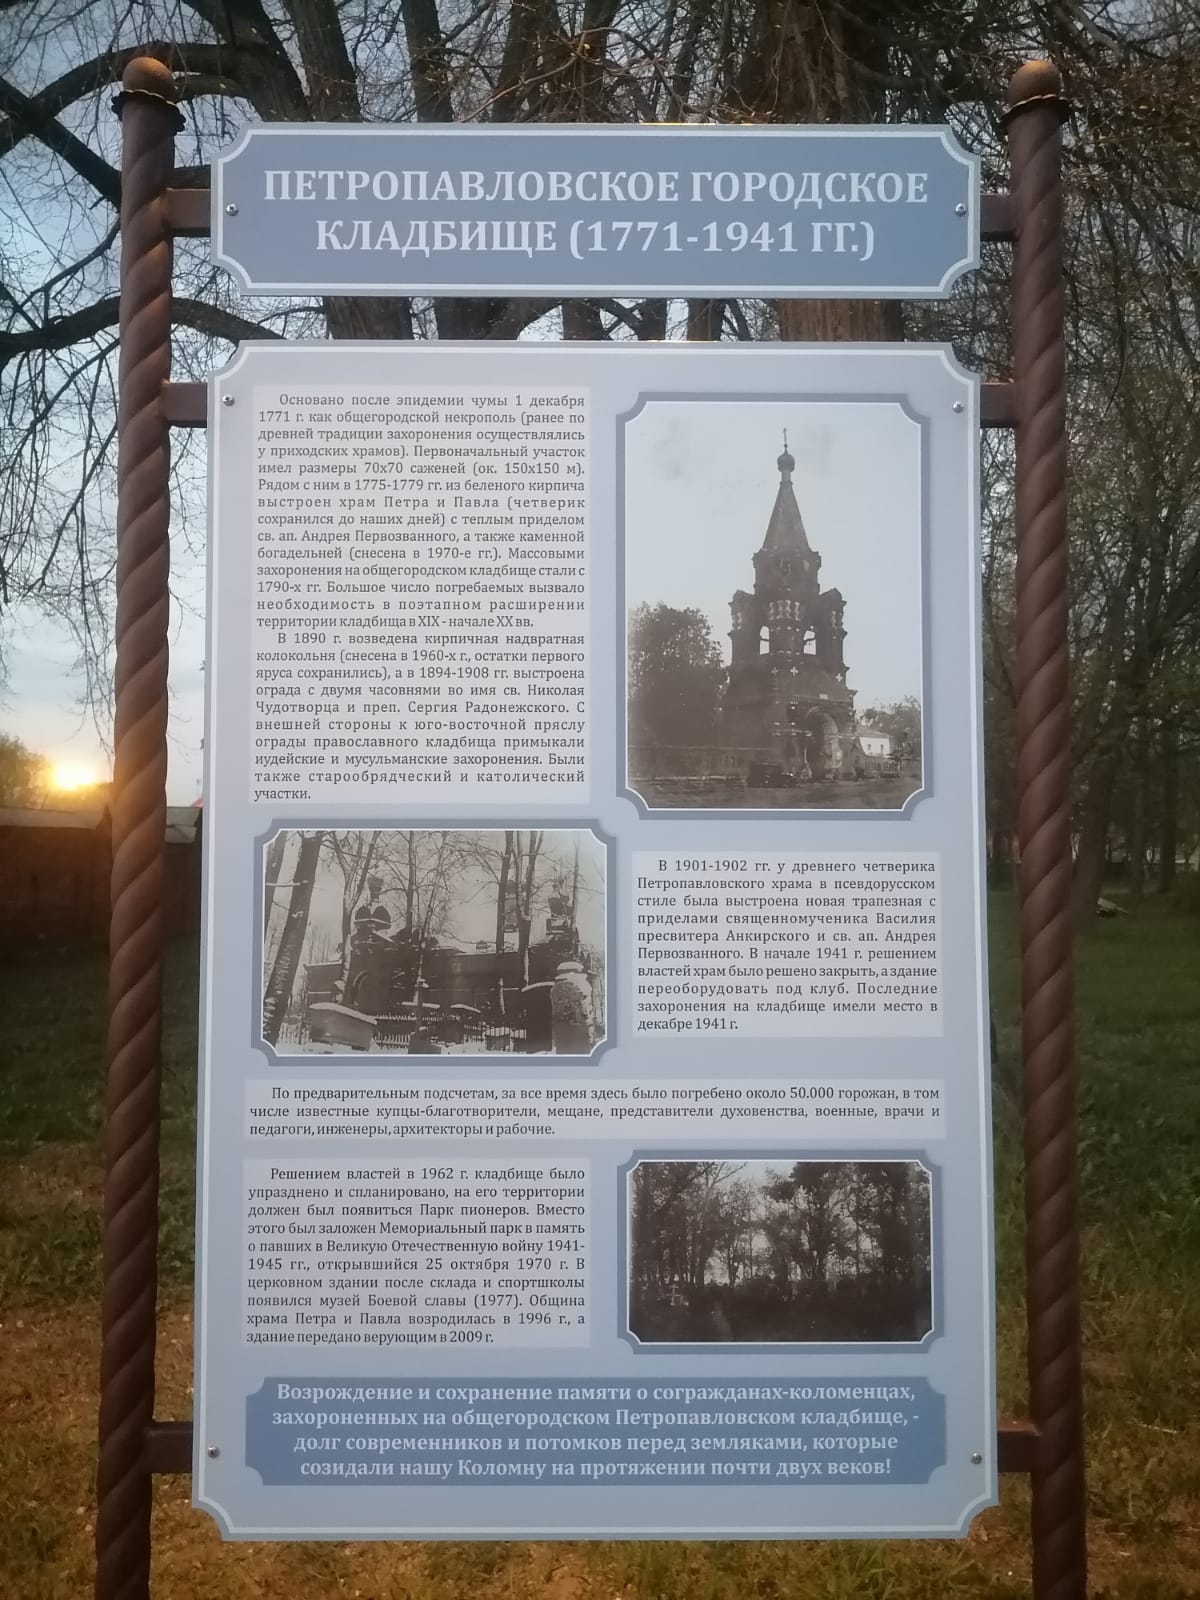 ПЕТРОПАВЛОВСКОЕ ГОРОДСКОЕ
КЛАДБИЩЕ (1771-1941 ГГ.)
Основано после эпидемии чумы 1 декабря
1771 г. как общегородской некрополь (ранее по
древней традиции захоронения осуществлялись
у приходских храмов). Первоначальный участок
имел размеры 70х70 саженей (ок. 150х150 м).
Рядом с ним в 1775-1779 гг. из беленого кирпича
выстроен храм Петра и Павла (четверик
сохранился до наших дней) с теплым приделом
св. ап. Андрея Первозванного, а также каменной
богадельней (снесена в 1970-е гг.). Массовыми
захоронения на общегородском кладбище стали с
1790-х гг. Большое число погребаемых вызвало
необходимость в поэтапном расширении
территории кладбища в XIX - начале XX вв.
В 1890 г. возведена кирпичная надвратная
колокольня (снесена в 1960-х г., остатки первого
яруса сохранились), а в 1894-1908 гг. выстроена
ограда с двумя часовнями во имя св. Николая
Чудотворца и преп. Сергия Радонежского. С
внешней стороны к юго-восточной пряслу
ограды православного кладбища примыкали
иудейские и мусульманские захоронения. Были
также старообрядческий и католический
участки.
В 1901-1902 гг. у древнего четверика
Петропавловского храма в псевдорусском
стиле была выстроена новая трапезная с
приделами священномученика Василия
пресвитера Анкирского и св. ап. Андрея
Первозванного. В начале 1941 г. решением
властей храм было решено закрыть, а здание
переоборудовать под клуб. Последние
захоронения на кладбище имели место в
декабре 1941 г.
По предварительным подсчетам, за все время здесь было погребено около 50.000 горожан, в том
числе известные купцы-благотворители, мещане, представители духовенства, военные, врачи и
педагоги, инженеры, архитекторы и рабочие.
Решением властей в 1962 г. кладбище было
упразднено и спланировано, на его территории
должен был появиться Парк пионеров. Вместо
этого был заложен Мемориальный парк в память
о павших в Великую Отечественную войну 1941-
1945 гг., открывшийся 25 октября 1970 г. В
церковном здании после склада и спортшколы
появился музей Боевой славы (1977). Община
храма Петра и Павла возродилась в 1996 г., а
здание передано верующим в 2009 г.
Возрождение и сохранение памяти о согражданах-коломенцах,
захороненных на общегородском Петропавловском кладбище, -
долг современников и потомков перед земляками, которые
созидали нашу Коломну на протяжении почти двух веков!